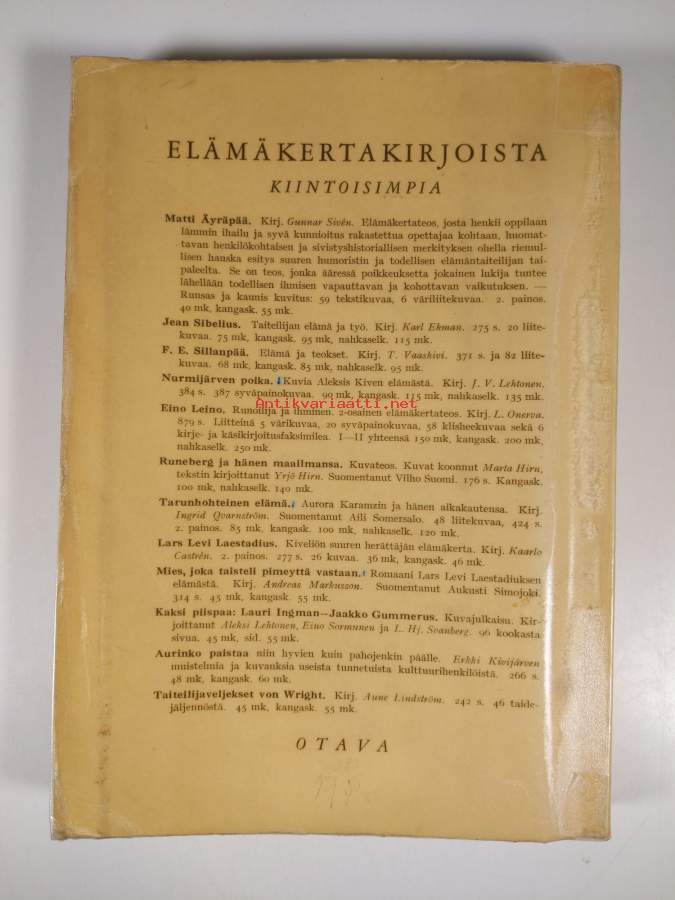 ELÄMÄKERTAKIRJOISTA
KIINTOISIMPIA
Matti Äyräpää. Kirj. Gunnar Sivén. Elämäkertateos, josta henkii oppilaan
lämmin ihailu ja syvä kunnioitus rakastettua opettajaa kohtaan, huomat-
tavan henkilökohtaisen ja sivistyshistoriallisen merkityksen ohella riemul-
lisen hauska esitys suuren humoristin ja todellisen elämäntaiteilijan tai-
paleelta. Se on teos, jonka ääressä poikkeuksetta jokainen lukija tuntee
lähellään todellisen ihmisen vapauttavan ja kohottavan vaikutuksen. —
Runsas ja kaunis kuvitus: 59 tekstikuvaa, 6 väriliitekuvaa. 2. painos.
40 mk, kangask. 55 mk.
Jean Sibelius. Taiteilijan elämä ja työ. Kirj. Karl Ekman. 275 s. 20 liite-
kuvaa. 75 mk, kangask. 95 mk, nahkaselk. 115 mk.
F. E. Sillanpää. Elämä ja teokset. Kirj. T. Vaaskivi. 371 s. ja 82 liite-
kuvaa. 68 mk, kangask. 85 mk, nahkaselk. 95 mk.
Nurmijärven poika. Kuvia Aleksis Kiven elämästä. Kirj. J. V. Lehtonen.
384 s. 387 syväpainokuvaa. 90 mk, kangask. 115 mk, nahkaselk. 135 mk.
Antikvariaatti.net
Eino Leino. Runoilija ja ihminen. 2-osainen elämäkertateos. Kirj. L. Onerva.
879 s. Liitteinä 5 värikuvaa, 20 syväpainokuvaa, 58 klisheekuvaa sekä 6
kirje- ja käsikirjoitusfaksimilea. I—II yhteensä 150 mk, kangask. 200 mk,
nahkaselk. 250 mk.
Runeberg ja hänen maailmansa. Kuvateos. Kuvat koonnut Marta Hirn,
tekstin kirjoittanut Yrjö Hirn. Suomentanut Vilho Suomi. 176 s. Kangask.
100 mk, nahkaselk. 140 mk.
Tarunhohteinen elämä. Aurora Karamzin ja hänen aikakautensa. Kirj.
Ingrid Qvarnström. Suomentanut Aili Somersalo. 48 liitekuvaa, 424 s.
2. painos. 85 mk, kangask. 100 mk, nahkaselk. 120 mk.
Lars Levi Laestadius. Kiveliön suuren herättäjän elämäkerta. Kirj. Kaarlo
Castrén. 2. painos. 277 s. 26 kuvaa. 36 mk, kangask. 46 mk.
Mies, joka taisteli pimeyttä vastaan. Romaani Lars Levi Laestadiuksen
elämästä. Kirj. Andreas Markusson. Suomentanut Aukusti Simojoki.
314 s. 45 mk, kangask. 55 mk.
Kaksi piispaa: Lauri Ingman—Jaakko Gummerus. Kuvajulkaisu. Kir-
joittanut Aleksi Lehtonen, Eino Sormunen ja L. Hj. Svanberg. 96 kookasta
sivua. 45 mk, sid. 55 mk.
Aurinko paistaa niin hyvien kuin pahojenkin päälle. Erkki Kivijärven
muistelmia ja kuvauksia useista tunnetuista kulttuurihenkilöistä. 266 s.
48 mk, kangask. 60 mk.
Taiteilijaveljekset von Wright. Kirj. Aune Lindström. 242 s. 46 taide-
jäljennöstä. 45 mk, kangask. 55 mk.
OTAVA